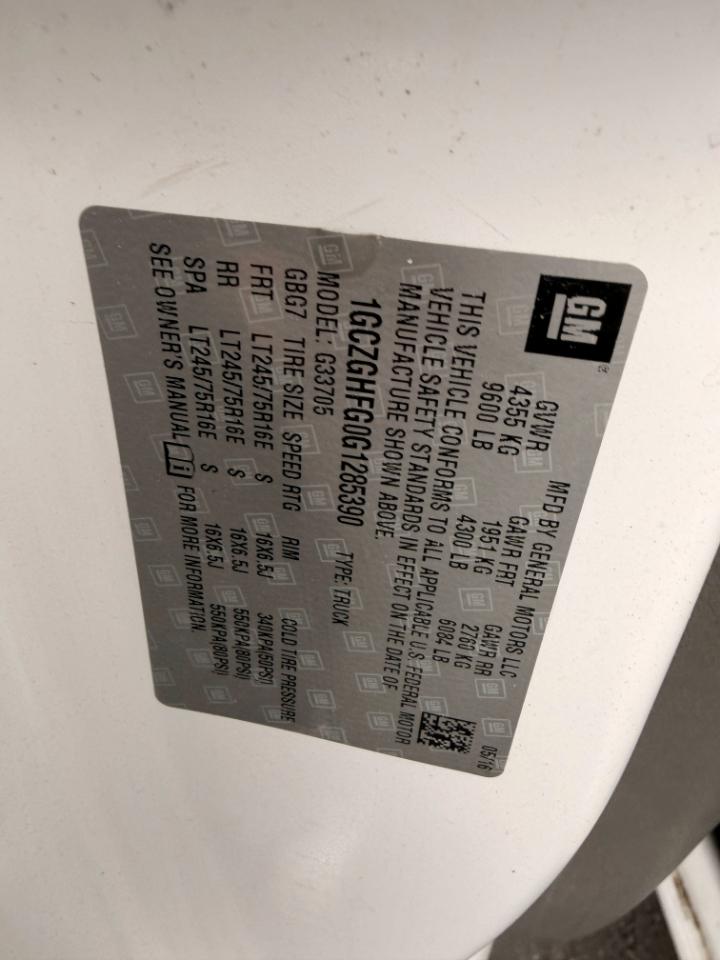 GM
MFD BY GENERAL MOTORS LLC 05/16
GVWR GAWR FRT GAWR RR
4355 KG 1951 KG 2760 KG
9600 LB 4300 LB 6084 LB
THIS VEHICLE CONFORMS TO ALL APPLICABLE U.S. FEDERAL MOTOR
VEHICLE SAFETY STANDARDS IN EFFECT ON THE DATE OF
MANUFACTURE SHOWN ABOVE.
1GCZGHFG0G1285390 TYPE: TRUCK
MODEL: G33705
GBG7 TIRE SIZE SPEED RTG RIM COLD TIRE PRESSURE
FRT LT245/75R16E S 16X6.5J 340KPA(50PSI)
RR LT245/75R16E S 16X6.5J 550KPA(80PSI)
SPA LT245/75R16E S 16X6.5J 550KPA(80PSI)
SEE OWNER'S MANUAL FOR MORE INFORMATION.